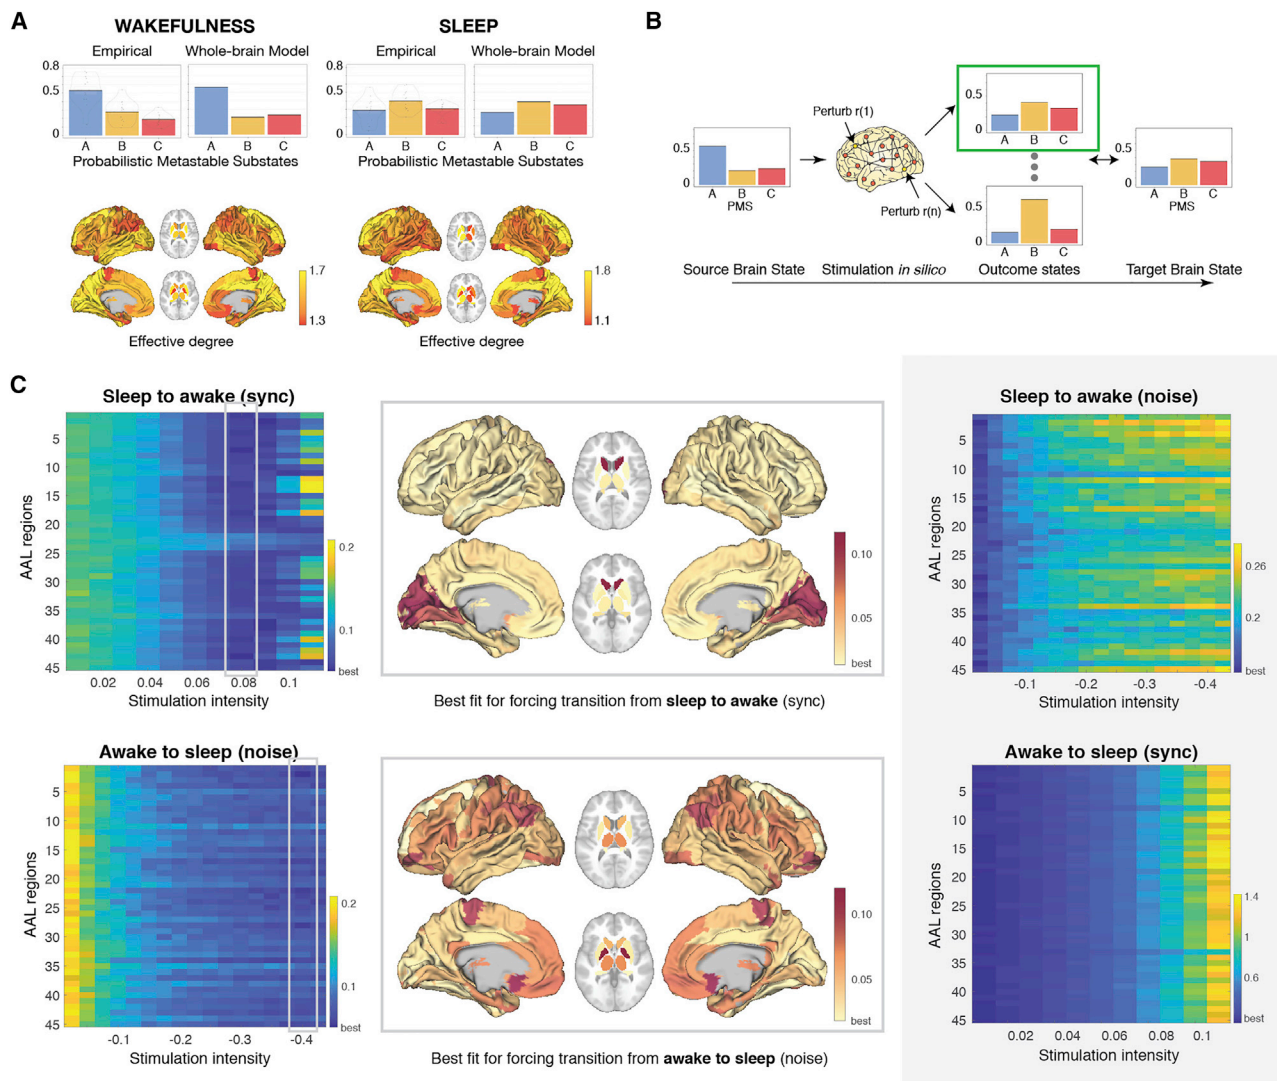 A
WAKEFULNESS
SLEEP
Empirical
Whole-brain Model
Empirical
Whole-brain Model
0.8
0.5
0
0.8
0.5
0
A B C
A B C
A B C
A B C
Probabilistic Metastable Substates
Probabilistic Metastable Substates
1.7
1.3
1.8
1.1
Effective degree
Effective degree
B
Perturb r(1)
Perturb r(n)
0.5
0
A B C
PMS
0.5
0
A B C
0.5
0
A B C
0.5
0
A B C
PMS
Source Brain State
Stimulation in silico
Outcome states
Target Brain State
C
Sleep to awake (sync)
AAL regions
5
10
15
20
25
30
35
40
45
0.02 0.04 0.06 0.08 0.1
Stimulation intensity
0.2
0.1
best
0.10
0.05
best
Best fit for forcing transition from sleep to awake (sync)
Sleep to awake (noise)
AAL regions
5
10
15
20
25
30
35
40
45
-0.1 -0.2 -0.3 -0.4
Stimulation intensity
0.26
0.2
best
Awake to sleep (noise)
AAL regions
5
10
15
20
25
30
35
40
45
-0.1 -0.2 -0.3 -0.4
Stimulation intensity
0.2
0.1
best
0.10
0.05
best
Best fit for forcing transition from awake to sleep (noise)
Awake to sleep (sync)
AAL regions
5
10
15
20
25
30
35
40
45
0.02 0.04 0.06 0.08 0.1
Stimulation intensity
1.4
1
0.6
best